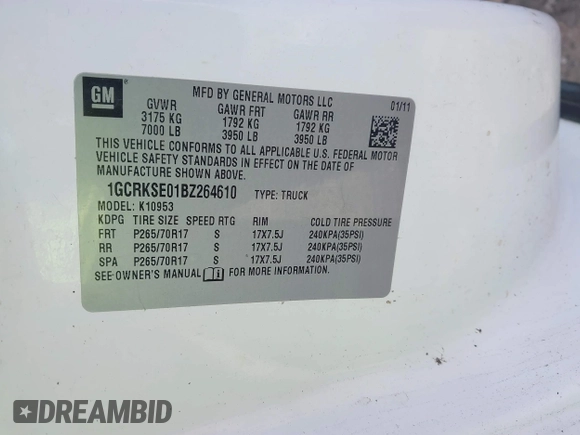 GM
MFD BY GENERAL MOTORS LLC 01/11
GVWR GAWR FRT GAWR RR
3175 KG 1792 KG 1792 KG
7000 LB 3950 LB 3950 LB
THIS VEHICLE CONFORMS TO ALL APPLICABLE U.S. FEDERAL MOTOR
VEHICLE SAFETY STANDARDS IN EFFECT ON THE DATE OF
MANUFACTURE SHOWN ABOVE.
1GCRKSE01BZ264610 TYPE: TRUCK
MODEL: K10953
KDPG TIRE SIZE SPEED RTG RIM COLD TIRE PRESSURE
FRT P265/70R17 S 17X7.5J 240KPA(35PSI)
RR P265/70R17 S 17X7.5J 240KPA(35PSI)
SPA P265/70R17 S 17X7.5J 240KPA(35PSI)
SEE OWNER'S MANUAL FOR MORE INFORMATION.
DREAMBID